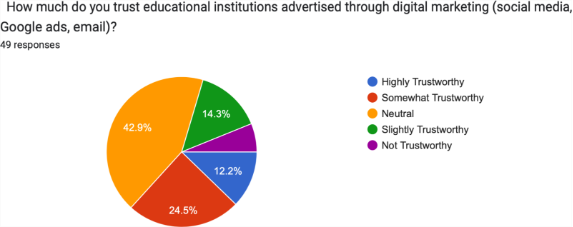 How much do you trust educational institutions advertised through digital marketing (social media,
Google ads, email)?
49 responses
Highly Trustworthy
Somewhat Trustworthy
Neutral
Slightly Trustworthy
Not Trustworthy
14.3%
42.9%
12.2%
24.5%